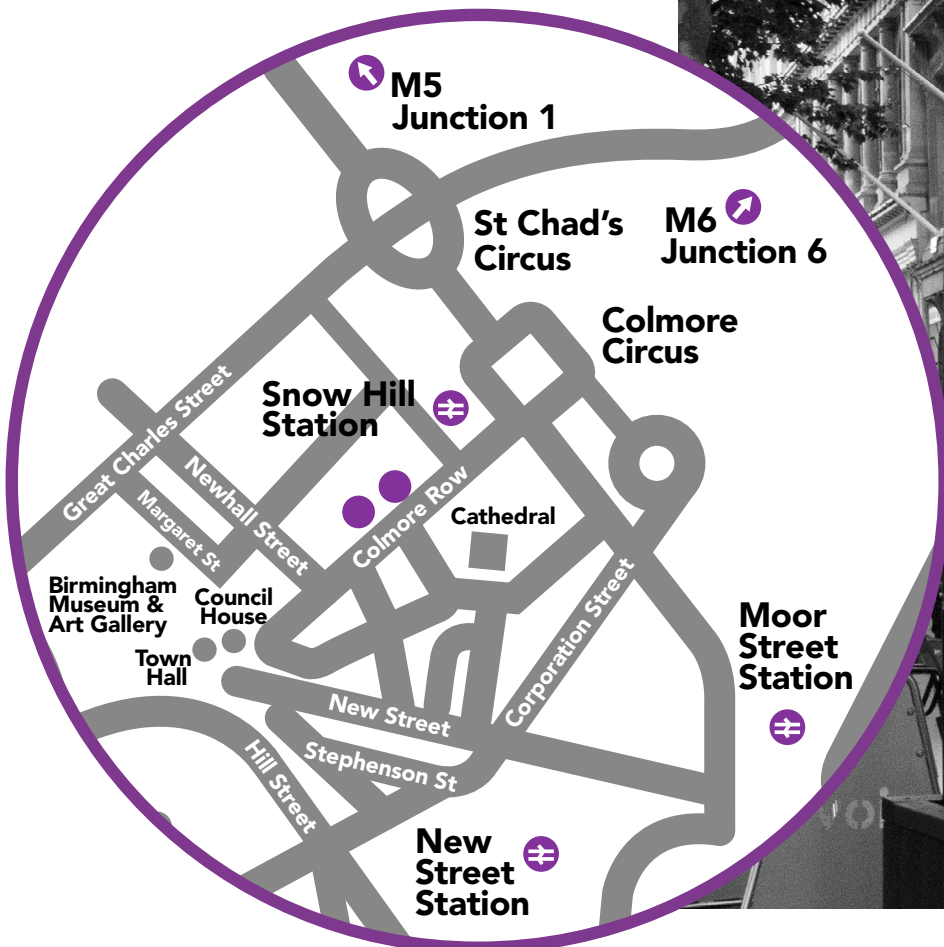 M5
Junction 1
St Chad's
Circus
M6
Junction 6
Colmore
Circus
Snow Hill
Station
Great Charles Street
Newhall Street
Margaret St
Colmore Row
Cathedral
Birmingham
Museum &
Art Gallery
Council
House
Town
Hall
Corporation Street
Moor
Street
Station
New Street
Stephenson St
Hill Street
New
Street
Station